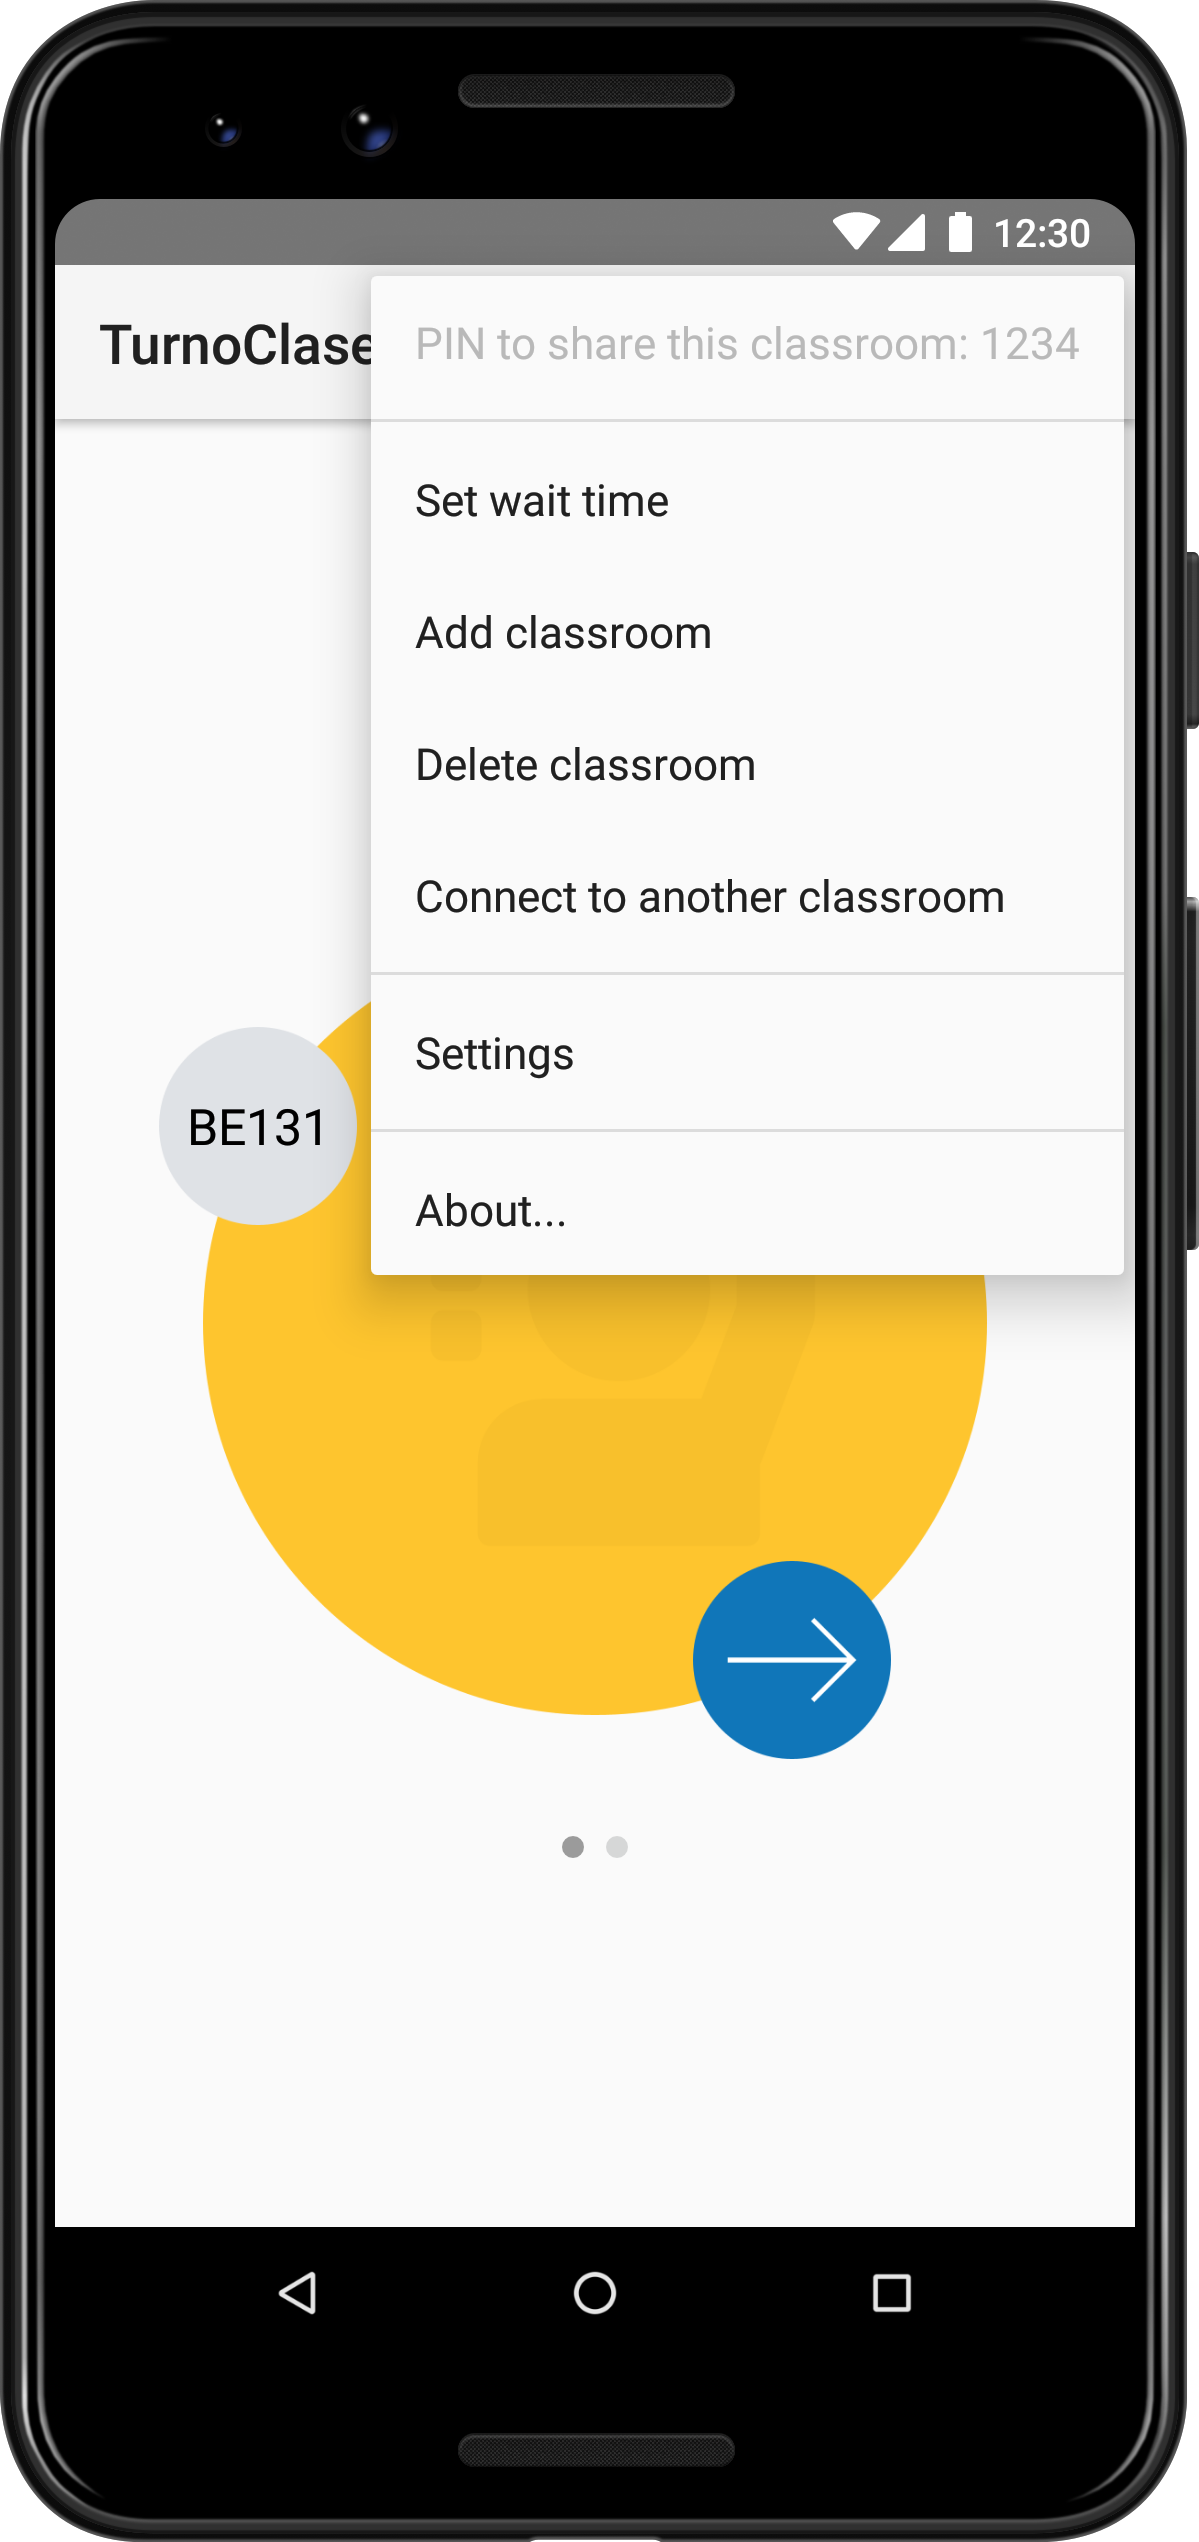 12:30
TurnoClase
PIN to share this classroom: 1234
Set wait time
Add classroom
Delete classroom
Connect to another classroom
Settings
BE131
About...